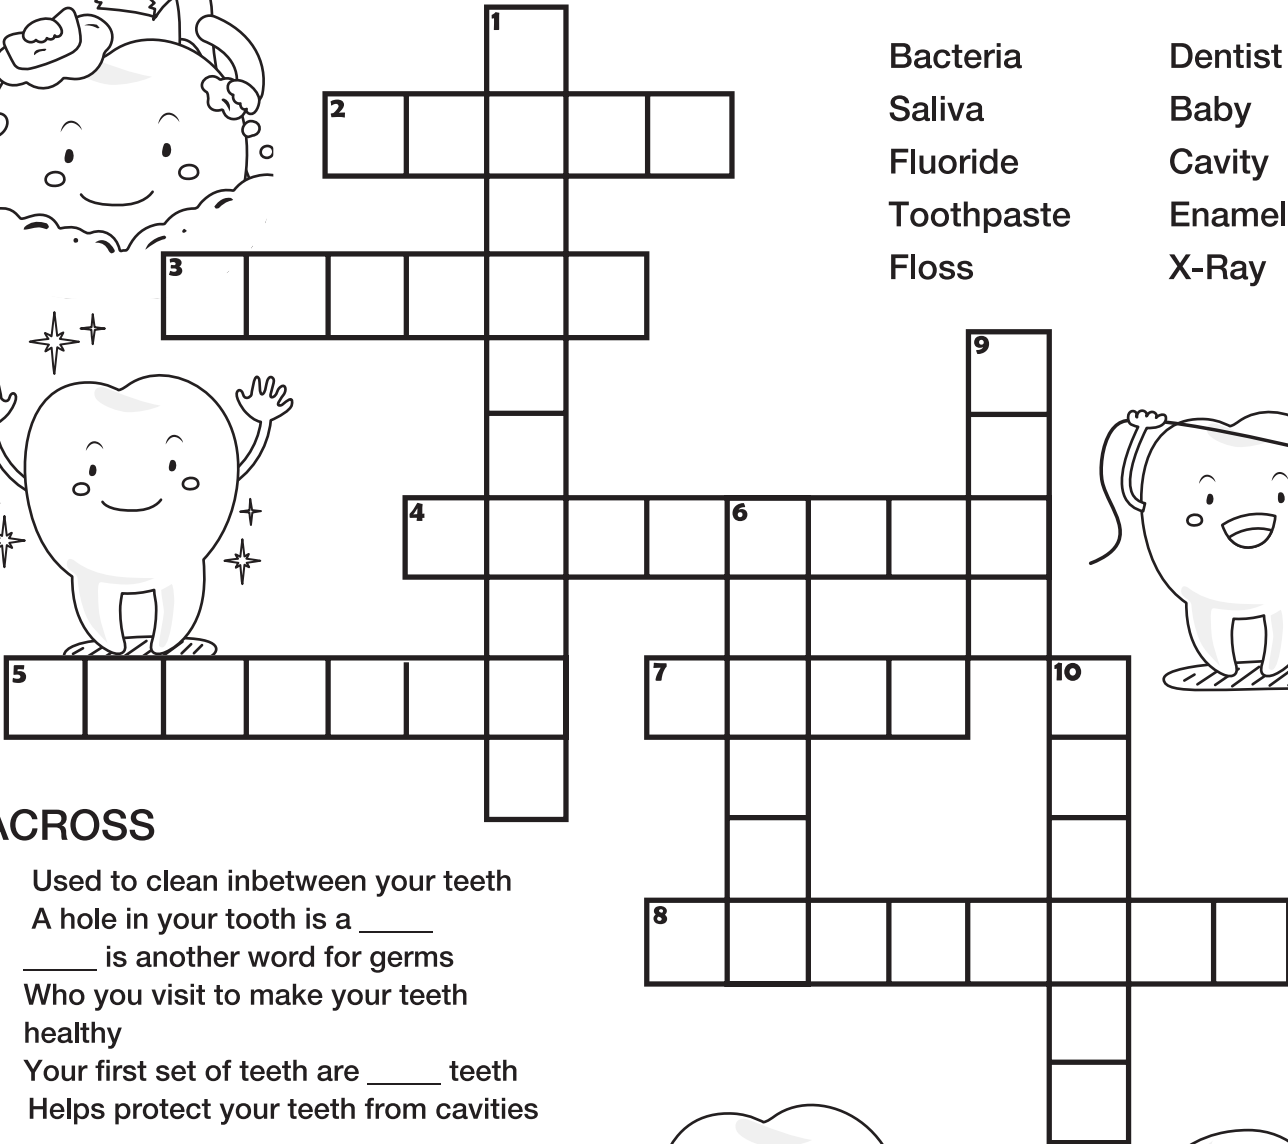 1
2
3
4
5
6
7
8
9
10
Bacteria
Saliva
Fluoride
Toothpaste
Floss
Dentist
Baby
Cavity
Enamel
X-Ray
ACROSS
Used to clean inbetween your teeth
A hole in your tooth is a _____
_____ is another word for germs
Who you visit to make your teeth
healthy
Your first set of teeth are _____ teeth
Helps protect your teeth from cavities